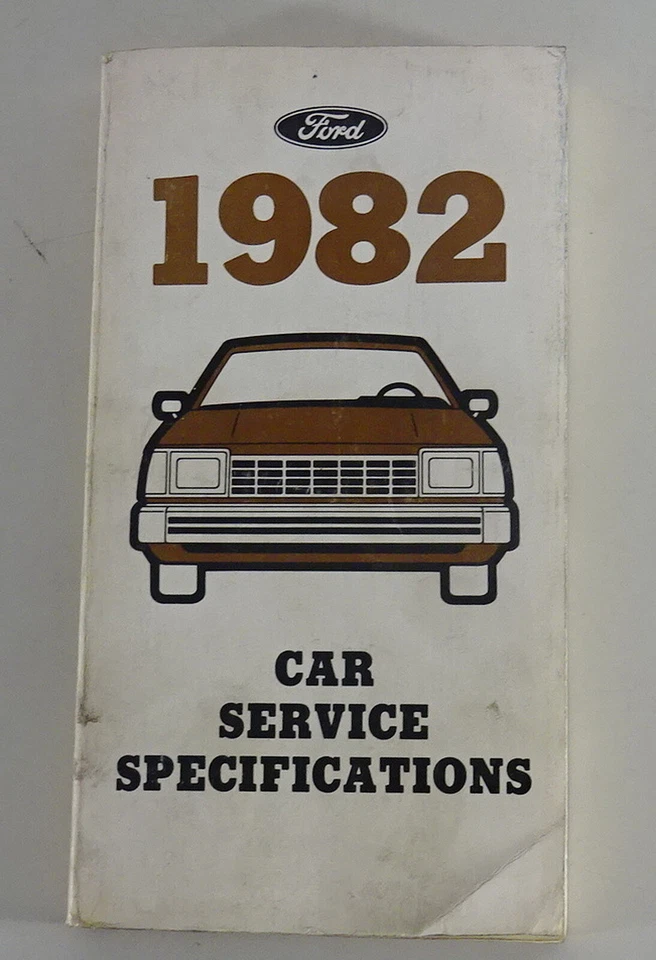 Ford
1982
CAR
SERVICE
SPECIFICATIONS